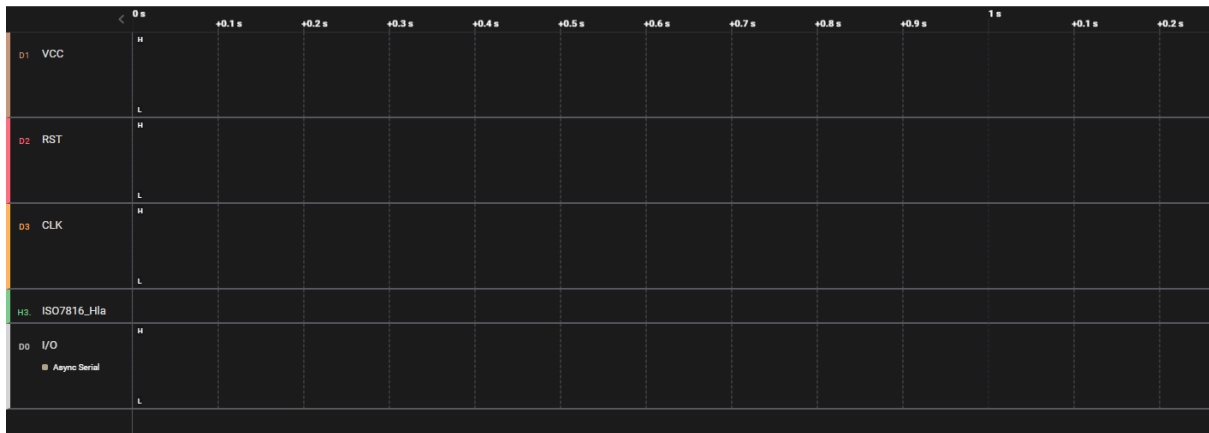 < 0 s 1 s
+0.1 s +0.2 s +0.3 s +0.4 s +0.5 s +0.6 s +0.7 s +0.8 s +0.9 s +0.1 s +0.2 s
H
D1 VCC
L
H
D2 RST
L
H
D3 CLK
L
H3. ISO7816_Hla
H
D0 I/O
Async Serial
L